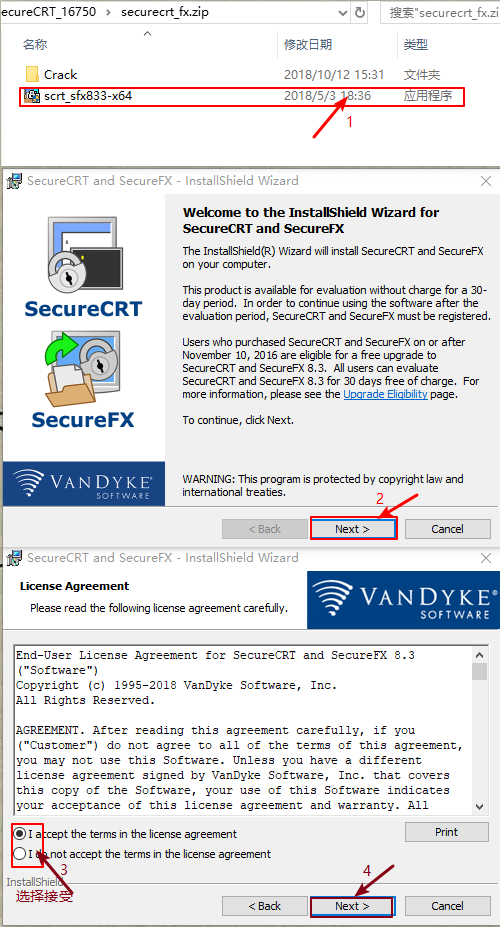 ecureCRT_16750 › securecrt_fx.zip
搜索"securecrt_fx.zi
名称 修改日期 类型
Crack 2018/10/12 15:31 文件夹
scrt_sfx833-x64 2018/5/3 18:36 应用程序
1
SecureCRT and SecureFX - InstallShield Wizard
Welcome to the InstallShield Wizard for
SecureCRT and SecureFX
The InstallShield(R) Wizard will install SecureCRT and SecureFX
on your computer.
This product is available for evaluation without charge for a 30-
day period. In order to continue using the software after the
evaluation period, SecureCRT and SecureFX must be registered.
Users who purchased SecureCRT and SecureFX on or after
November 10, 2016 are eligible for a free upgrade to
SecureCRT and SecureFX 8.3. All users can evaluate
SecureCRT and SecureFX 8.3 for 30 days free of charge. For
more information, please see the Upgrade Eligibility page.
To continue, click Next.
WARNING: This program is protected by copyright law and
international treaties.
SecureCRT
SecureFX
VANDYKE®
SOFTWARE
2
< Back Next > Cancel
SecureCRT and SecureFX - InstallShield Wizard
License Agreement
Please read the following license agreement carefully.
VANDYKE®
SOFTWARE
End-User License Agreement for SecureCRT and SecureFX 8.3
("Software")
Copyright (c) 1995-2018 VanDyke Software, Inc.
All Rights Reserved.
AGREEMENT. After reading this agreement carefully, if you
("Customer") do not agree to all of the terms of this agreement,
you may not use this Software. Unless you have a different
license agreement signed by VanDyke Software, Inc. that covers
this copy of the Software, your use of this Software indicates
your acceptance of this license agreement and warranty. All
I accept the terms in the license agreement
Print
I do not accept the terms in the license agreement
3
4
InstallShield
选择接受
< Back Next > Cancel